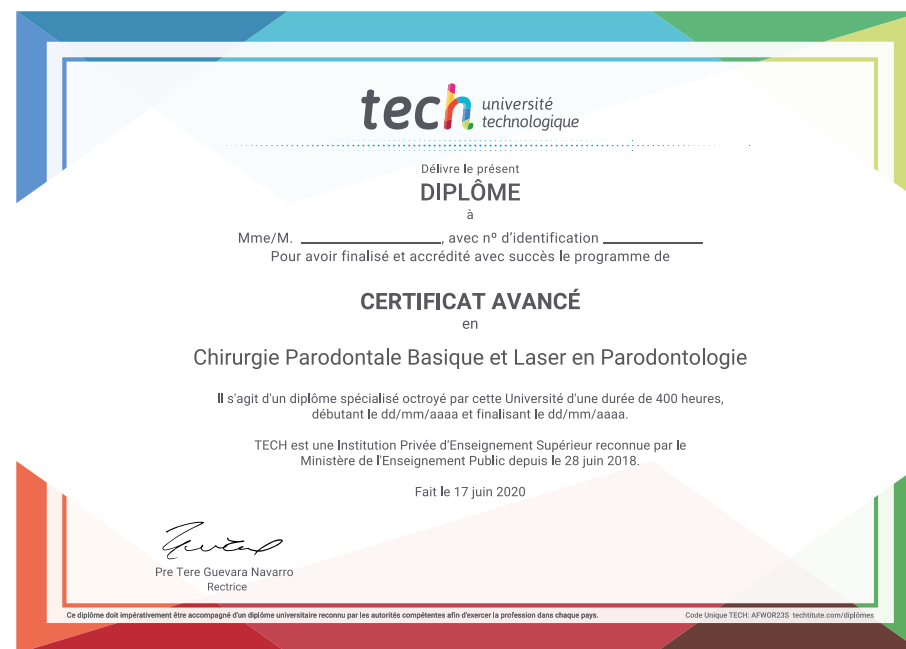 tech université
technologique
Délivre le présent
DIPLÔME
à
Mme/M. ____________________, avec nº d'identification ______________
Pour avoir finalisé et accrédité avec succès le programme de
CERTIFICAT AVANCÉ
en
Chirurgie Parodontale Basique et Laser en Parodontologie
Il s'agit d'un diplôme spécialisé octroyé par cette Université d'une durée de 400 heures,
débutant le dd/mm/aaaa et finalisant le dd/mm/aaaa.
TECH est une Institution Privée d'Enseignement Supérieur reconnue par le
Ministère de l'Enseignement Public depuis le 28 juin 2018.
Fait le 17 juin 2020
Pre Tere Guevara Navarro
Rectrice
Ce diplôme doit impérativement être accompagné d'un diplôme universitaire reconnu par les autorités compétentes afin d'exercer la profession dans chaque pays.
Code Unique TECH: AFWOR23S techtitute.com/diplômes